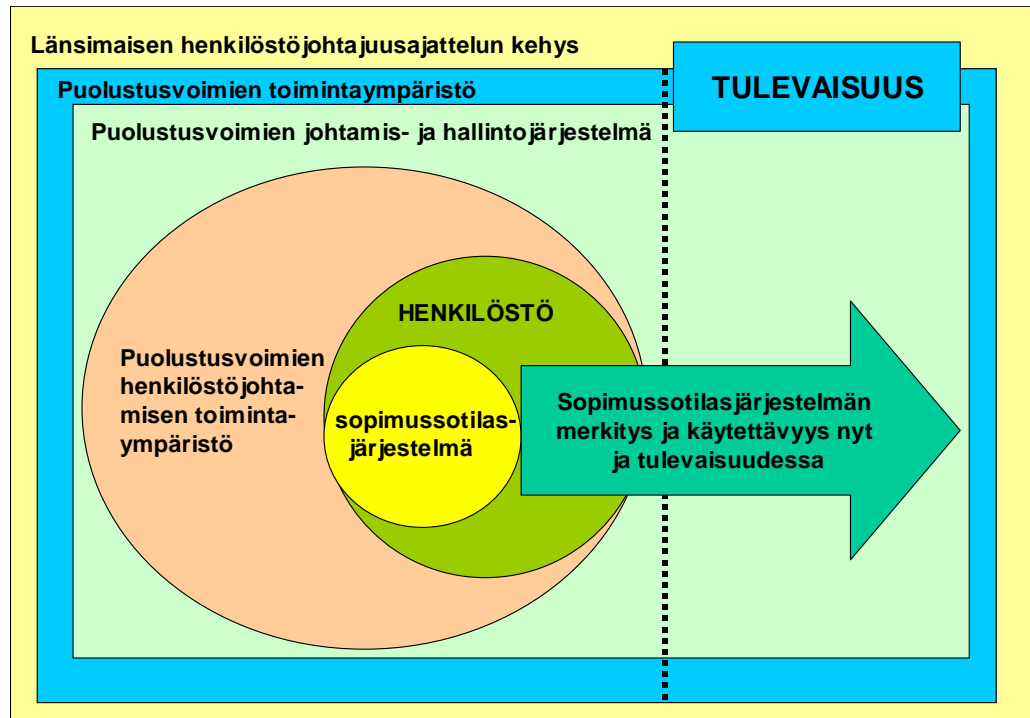 Länsimaisen henkilöstöjohtajuusajattelun kehys
Puolustusvoimien toimintaympäristö
TULEVAISUUS
Puolustusvoimien johtamis- ja hallintojärjestelmä
HENKILÖSTÖ
Puolustusvoimien
henkilöstöjohta-
misen toiminta-
ympäristö
sopimussotilas-
järjestelmä
Sopimussotilasjärjestelmän
merkitys ja käytettävyys nyt
ja tulevaisuudessa